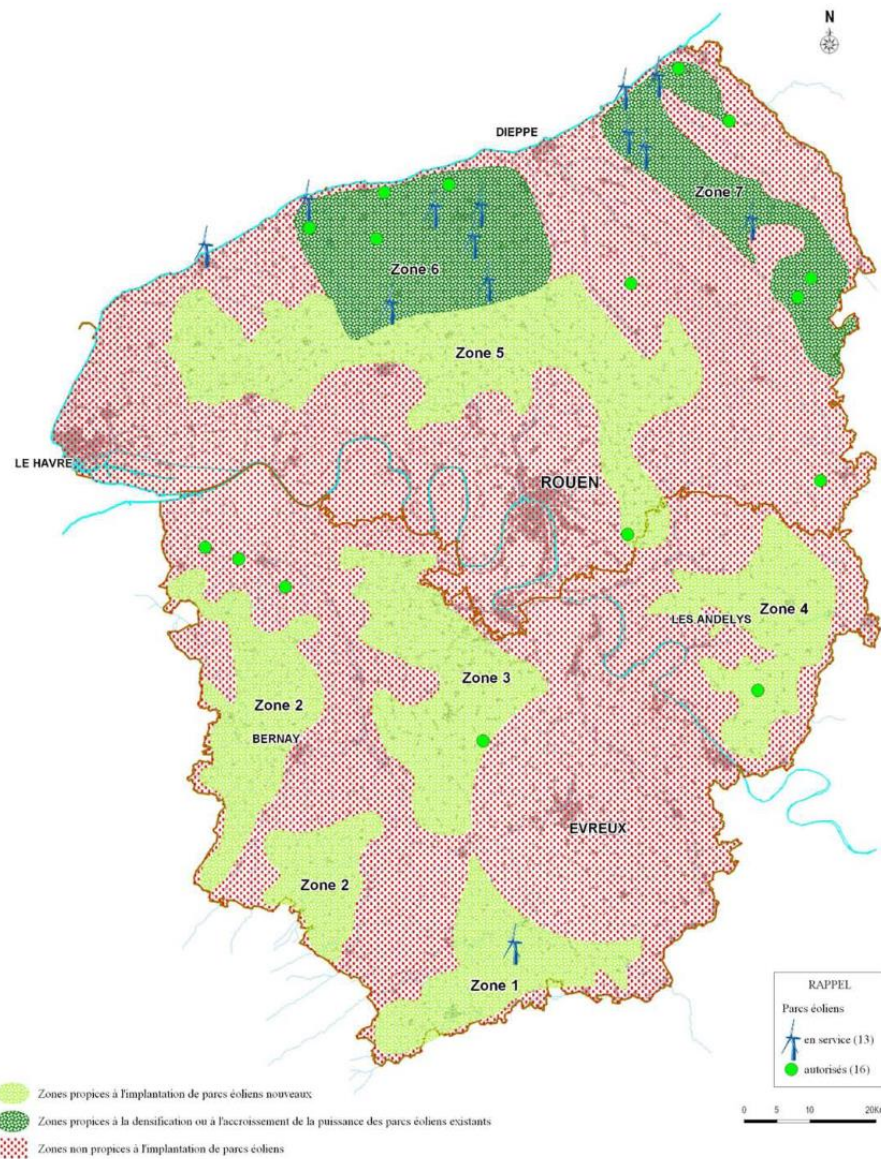 N
DIEPPE
Zone 7
Zone 6
Zone 5
LE HAVRE
ROUEN
LES ANDELYS
Zone 4
Zone 3
Zone 2
BERNAY
EVREUX
Zone 2
Zone 1
RAPPEL
Parcs éoliens
en service (13)
autorisés (16)
0 5 10 20Km
Zones propices à l'implantation de parcs éoliens nouveaux
Zones propices à la densification ou à l'accroissement de la puissance des parcs éoliens existants
Zones non propices à l'implantation de parcs éoliens